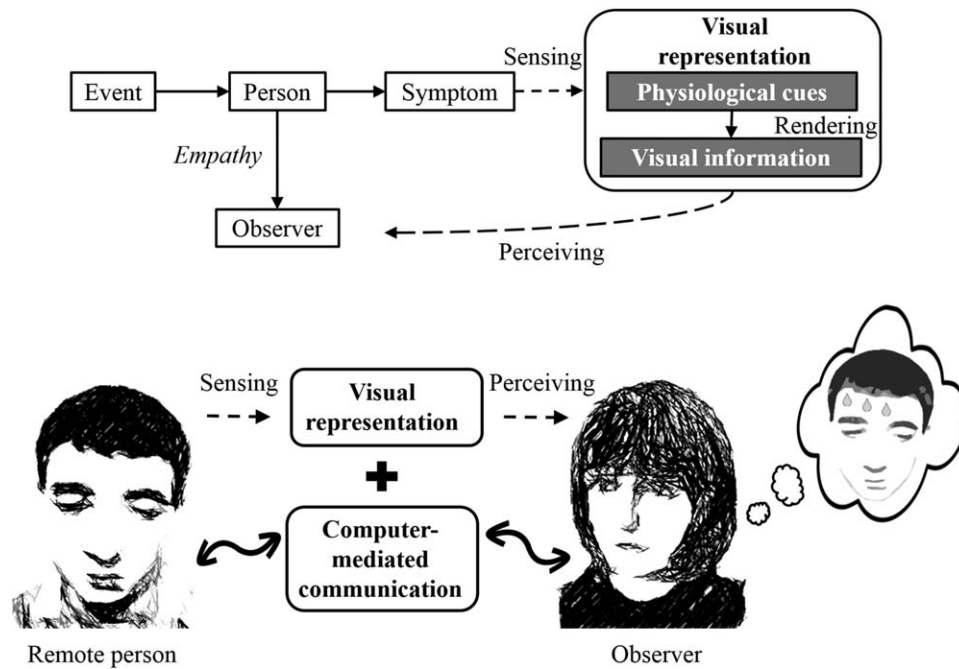 Visual
representation
Sensing
Event
Person
Symptom
Physiological cues
Rendering
Visual information
Empathy
Observer
Perceiving
Sensing
Visual
representation
Perceiving
Computer-
mediated
communication
Remote person
Observer